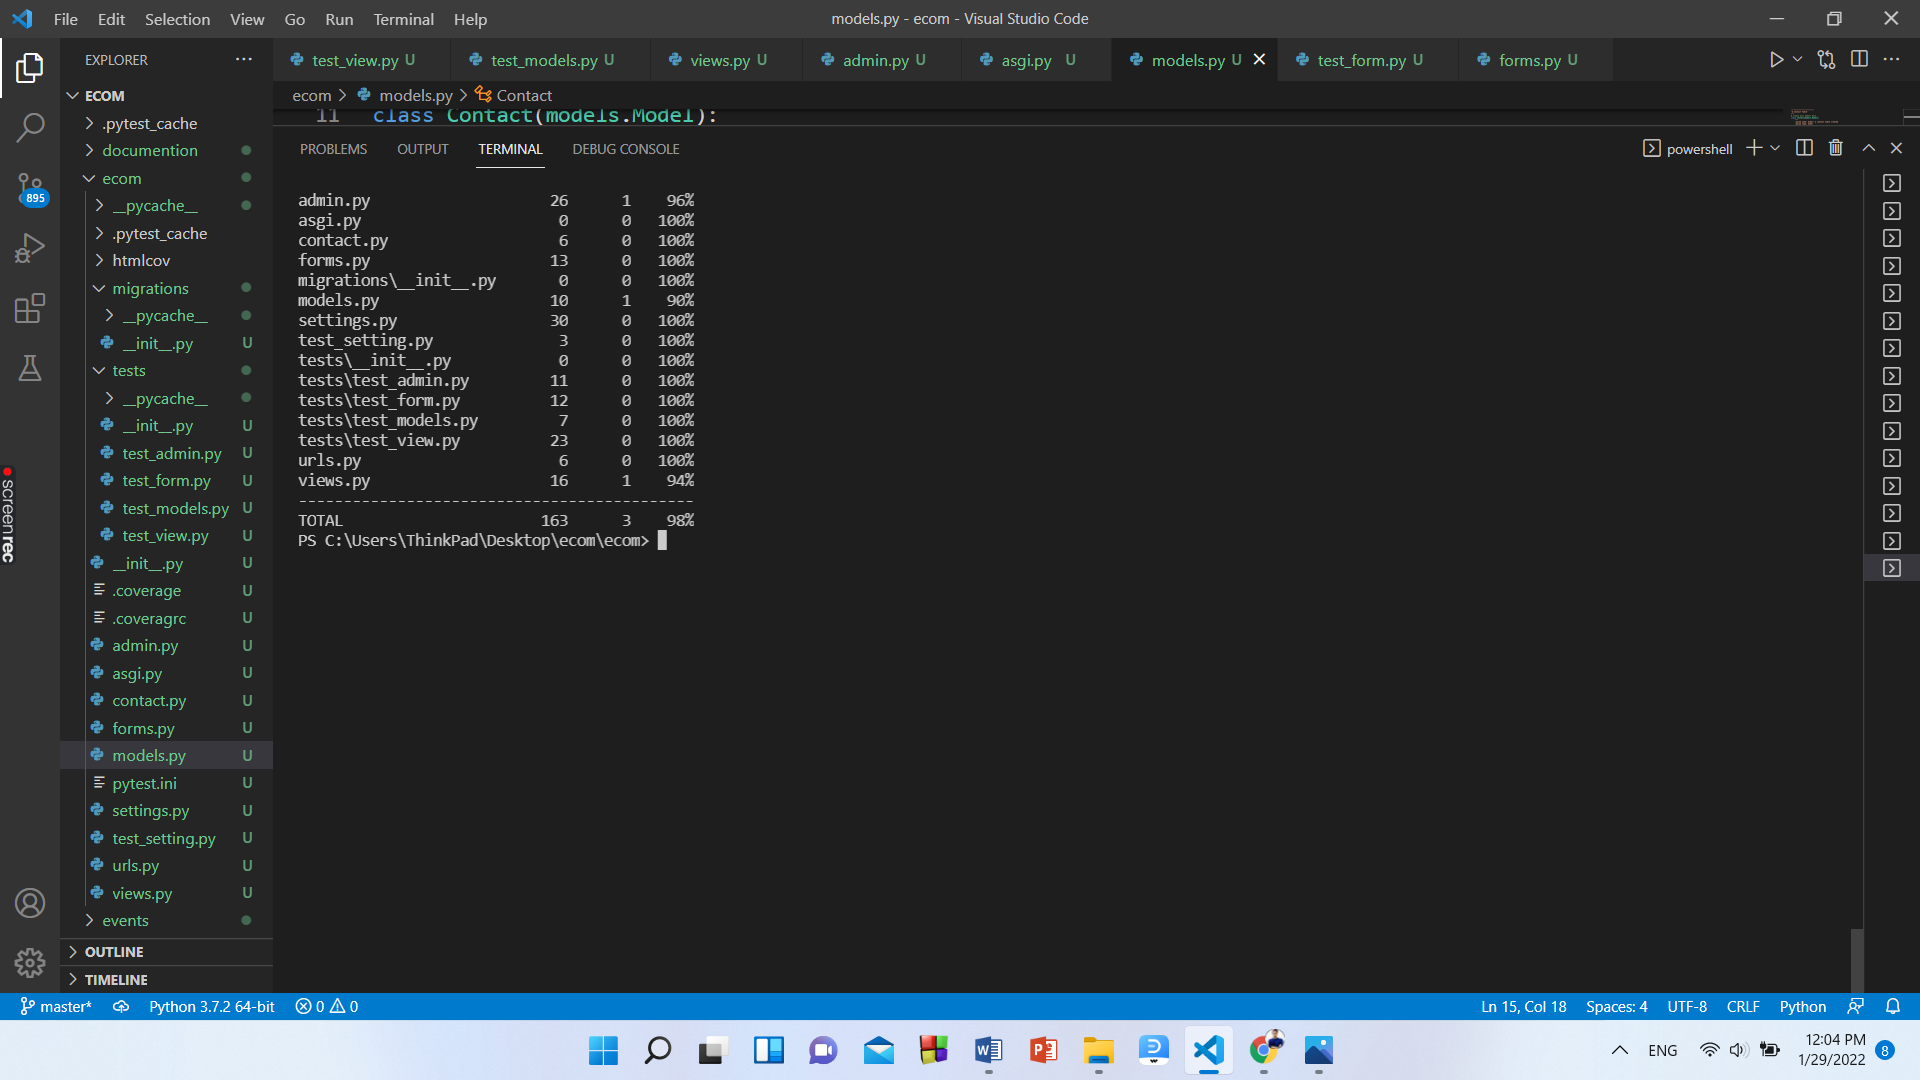 File Edit Selection View Go Run Terminal Help
models.py - ecom - Visual Studio Code
EXPLORER
test_view.py U
test_models.py U
views.py U
admin.py U
asgi.py U
models.py U
test_form.py U
forms.py U
ecom > models.py > Contact
11 class Contact(models.Model):
ECOM
.pytest_cache
documention
ecom
__pycache__
.pytest_cache
htmlcov
migrations
__pycache__
__init__.py U
tests
__pycache__
__init__.py U
test_admin.py U
test_form.py U
test_models.py U
test_view.py U
__init__.py U
.coverage U
.coveragrc U
admin.py U
asgi.py U
contact.py U
forms.py U
models.py U
pytest.ini U
settings.py U
test_setting.py U
urls.py U
views.py U
events
OUTLINE
TIMELINE
895
screenrec
PROBLEMS OUTPUT TERMINAL DEBUG CONSOLE
powershell
admin.py 26 1 96%
asgi.py 0 0 100%
contact.py 6 0 100%
forms.py 13 0 100%
migrations\__init__.py 0 0 100%
models.py 10 1 90%
settings.py 30 0 100%
test_setting.py 3 0 100%
tests\__init__.py 0 0 100%
tests\test_admin.py 11 0 100%
tests\test_form.py 12 0 100%
tests\test_models.py 7 0 100%
tests\test_view.py 23 0 100%
urls.py 6 0 100%
views.py 16 1 94%
--------------------------------------------
TOTAL 163 3 98%
PS C:\Users\ThinkPad\Desktop\ecom\ecom>
master* Python 3.7.2 64-bit 0 0
Ln 15, Col 18 Spaces: 4 UTF-8 CRLF Python
ENG
12:04 PM
1/29/2022
8